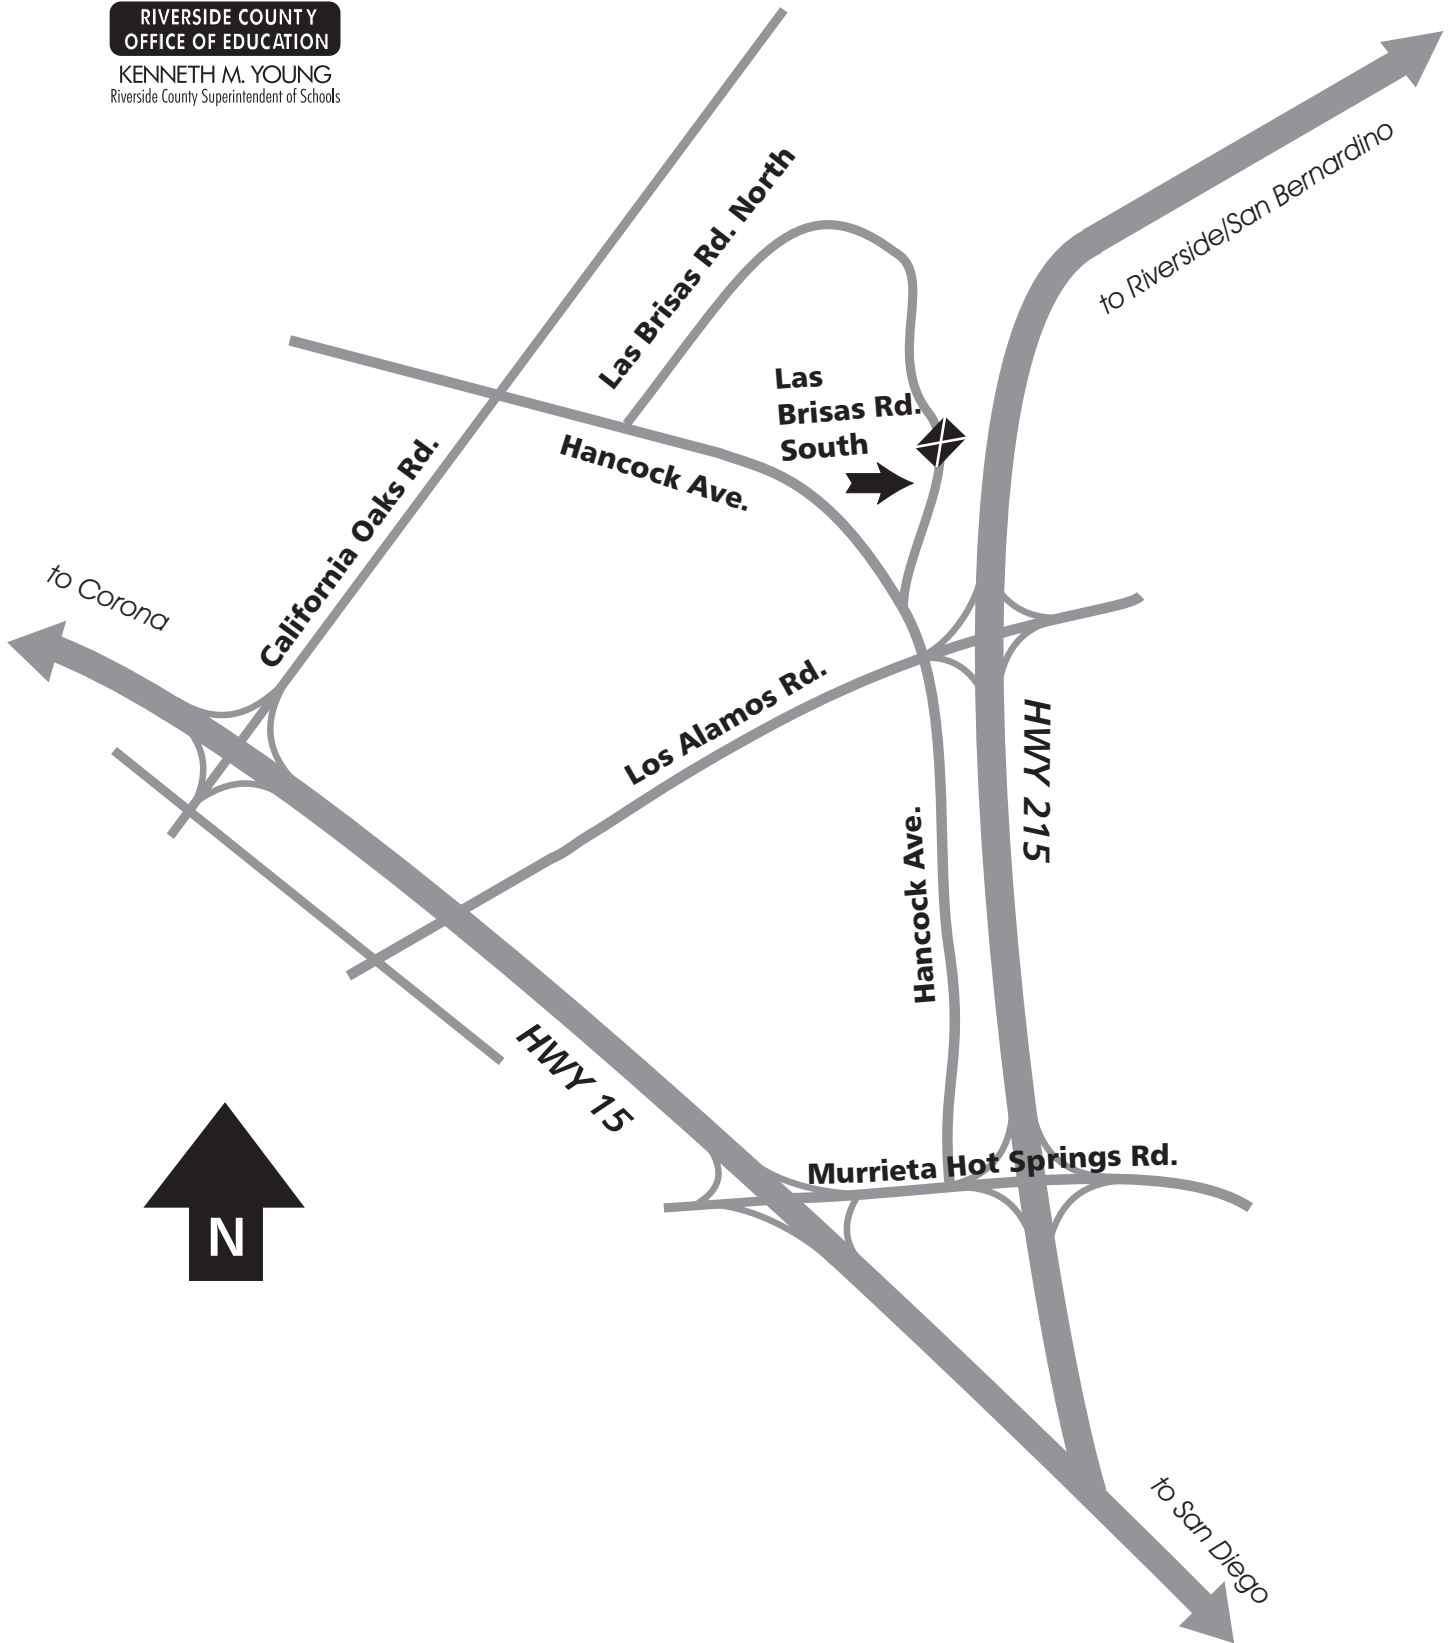 RIVERSIDE COUNTY
OFFICE OF EDUCATION
KENNETH M. YOUNG
Riverside County Superintendent of Schools
to Riverside/San Bernardino
Las Brisas Rd. North
Las
Brisas Rd.
South
Hancock Ave.
California Oaks Rd.
to Corona
Los Alamos Rd.
HWY 215
Hancock Ave.
HWY 15
Murrieta Hot Springs Rd.
N
to San Diego